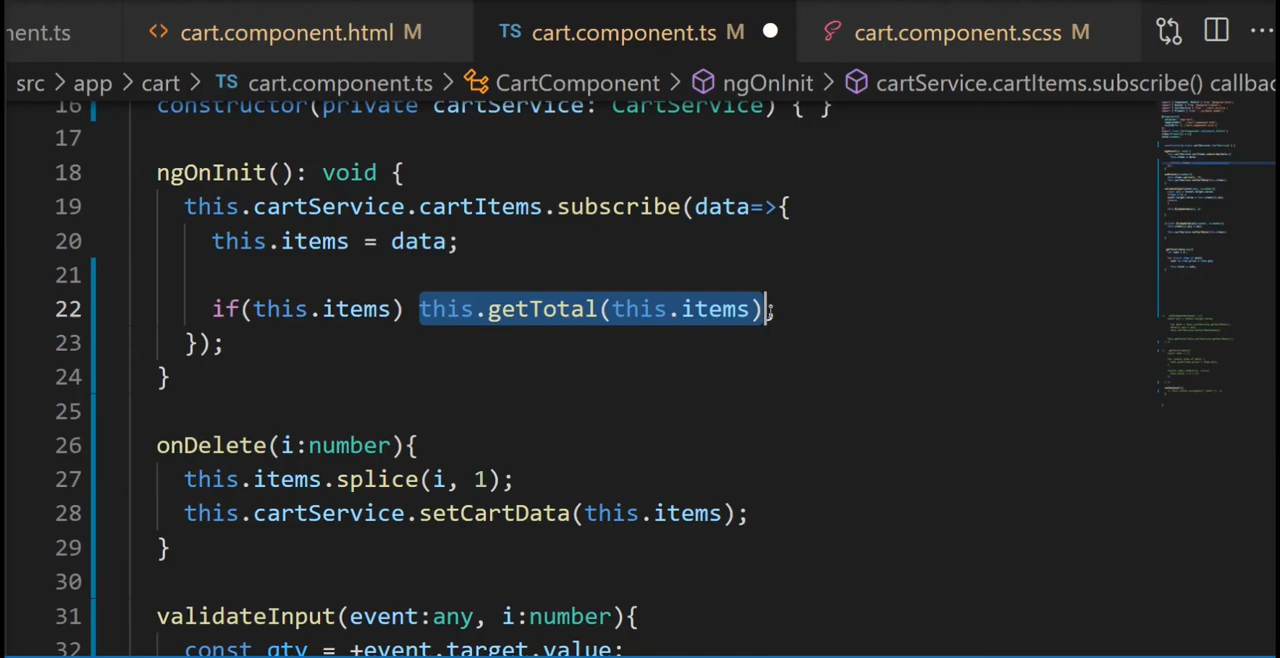 nent.ts <> cart.component.html M TS cart.component.ts M cart.component.scss M ...
src > app > cart > TS cart.component.ts > CartComponent > ngOnInit > cartService.cartItems.subscribe() callbac
16 constructor(private cartService: CartService) { }
17
18 ngOnInit(): void {
19 this.cartService.cartItems.subscribe(data=>{
20 this.items = data;
21
22 if(this.items) this.getTotal(this.items);
23 });
24 }
25
26 onDelete(i:number){
27 this.items.splice(i, 1);
28 this.cartService.setCartData(this.items);
29 }
30
31 validateInput(event:any, i:number){
32 const qty = +event.target.value;